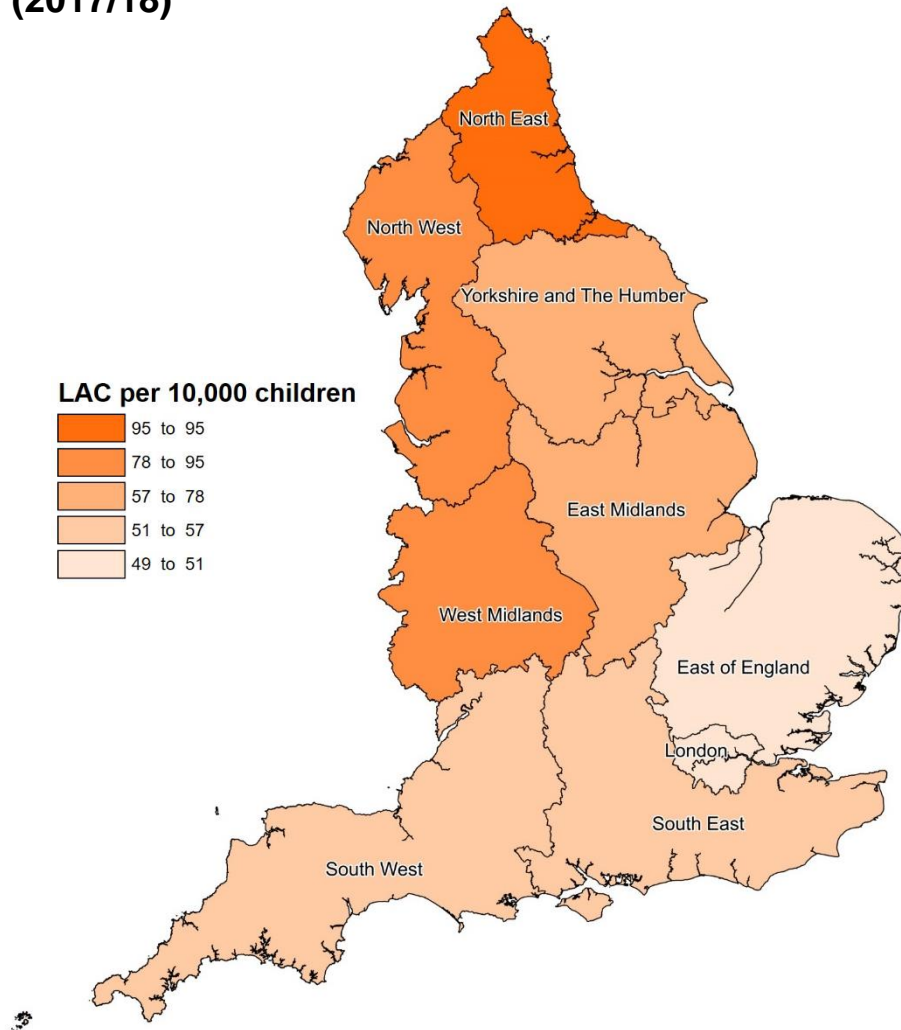 (2017/18)
North East
North West
Yorkshire and The Humber
LAC per 10,000 children
95 to 95
78 to 95
57 to 78
51 to 57
49 to 51
East Midlands
West Midlands
East of England
London
South East
South West